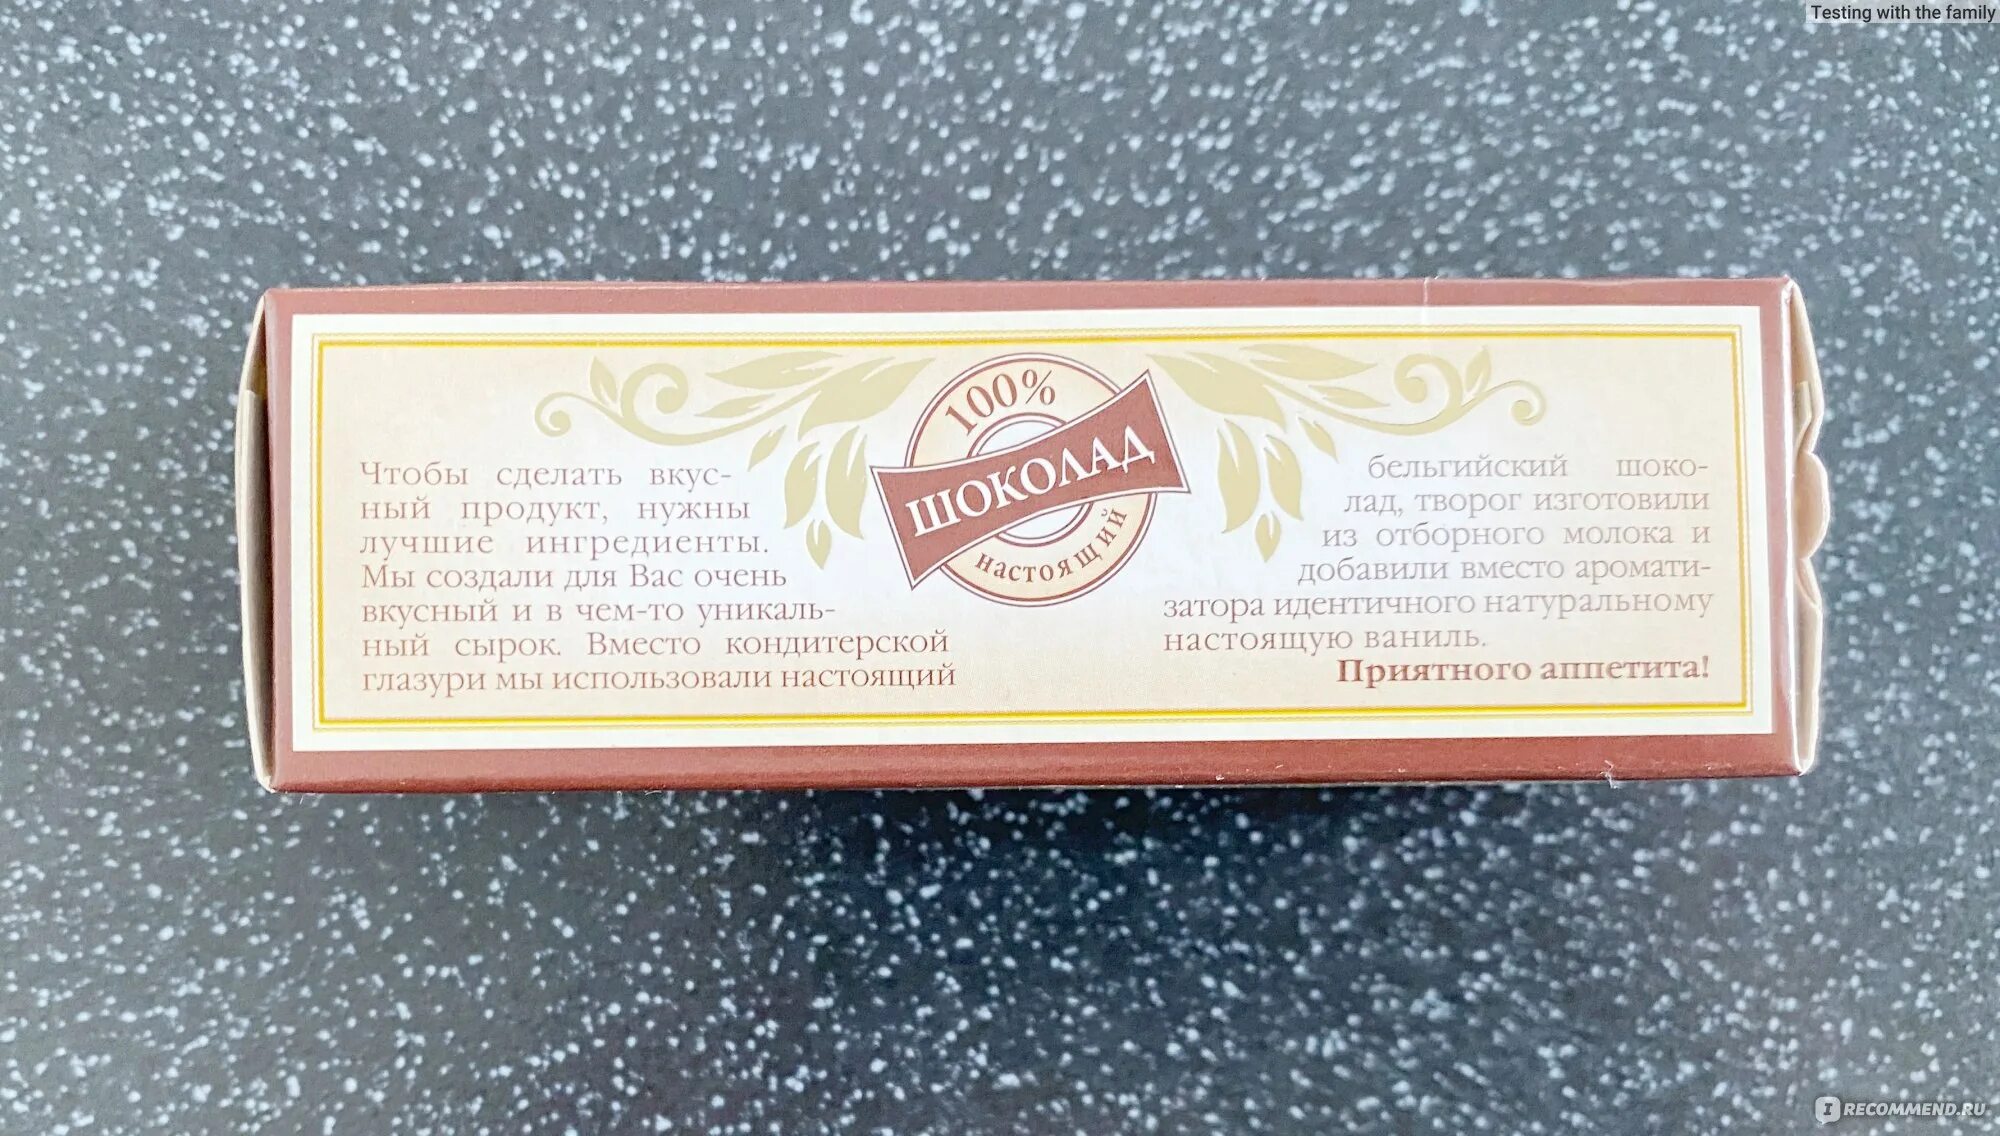 Testing with the family
100%
ШОКОЛАД
настоящий
Чтобы сделать вкус-
ный продукт, нужны
лучшие ингредиенты.
Мы создали для Вас очень
вкусный и в чем-то уникаль-
ный сырок. Вместо кондитерской
глазури мы использовали настоящий
бельгийский шоко-
лад, творог изготовили
из отборного молока и
добавили вместо аромати-
затора идентичного натуральному
настоящую ваниль.
Приятного аппетита!
IRECOMMEND.RU